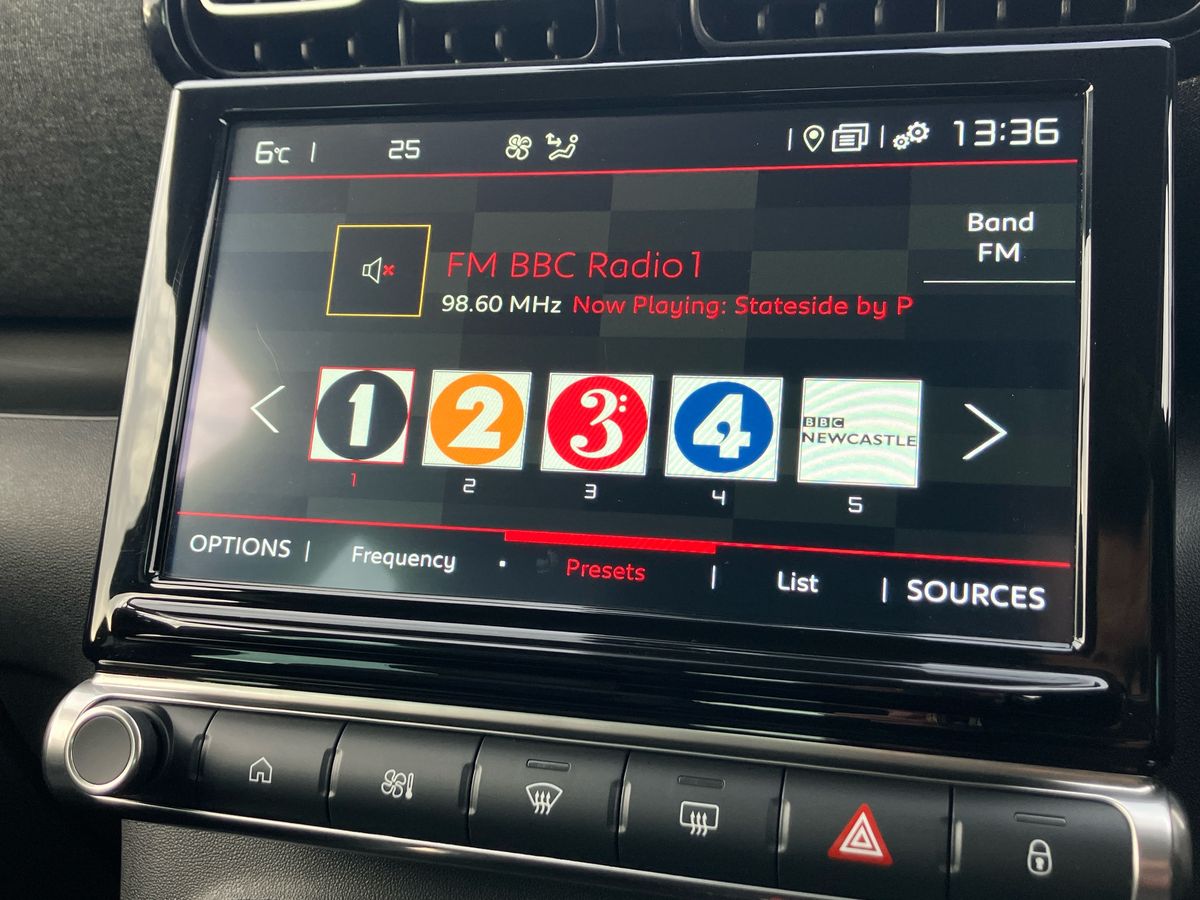 6°C | 25 | 13:36
Band
FM
FM BBC Radio 1
98.60 MHz Now Playing: Stateside by P
1 2 3: 4 BBC
NEWCASTLE
1 2 3 4 5
OPTIONS | Frequency Presets | List | SOURCES